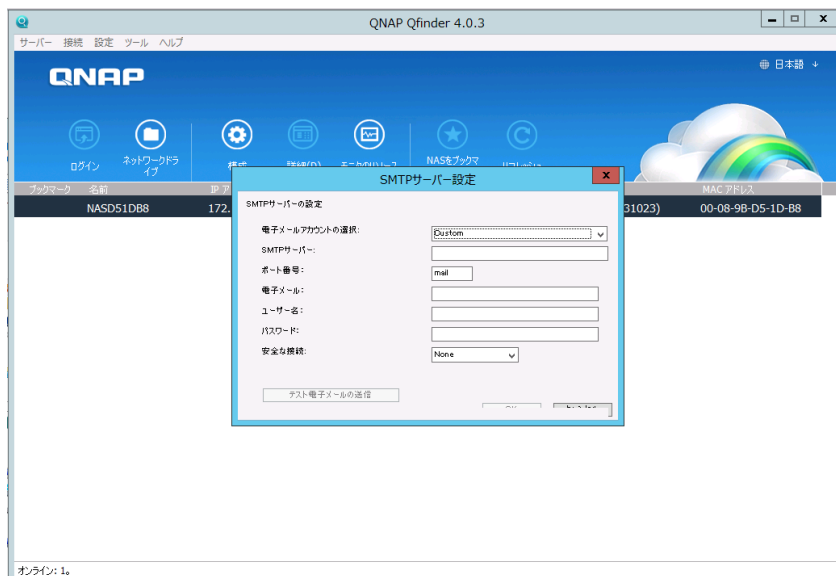 QNAP Qfinder 4.0.3
サーバー 接続 設定 ツール ヘルプ
QNAP
日本語
ログイン
ネットワークドライブ
詳細(D)
NASをブックマ
ブックマーク 名前 IP ア MAC アドレス
NASD51DB8 172. 31023) 00-08-9B-D5-1D-B8
SMTPサーバー設定
SMTPサーバーの設定
電子メールアカウントの選択: Custom
SMTPサーバー:
ポート番号: mail
電子メール:
ユーザー名:
パスワード:
安全な接続: None
テスト電子メールの送信
オンライン: 1。